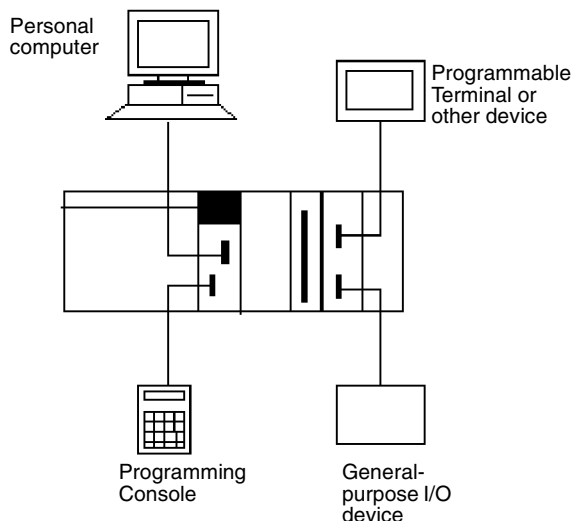 Personal
computer
Programmable
Terminal or
other device
Programming
Console
General-
purpose I/O
device